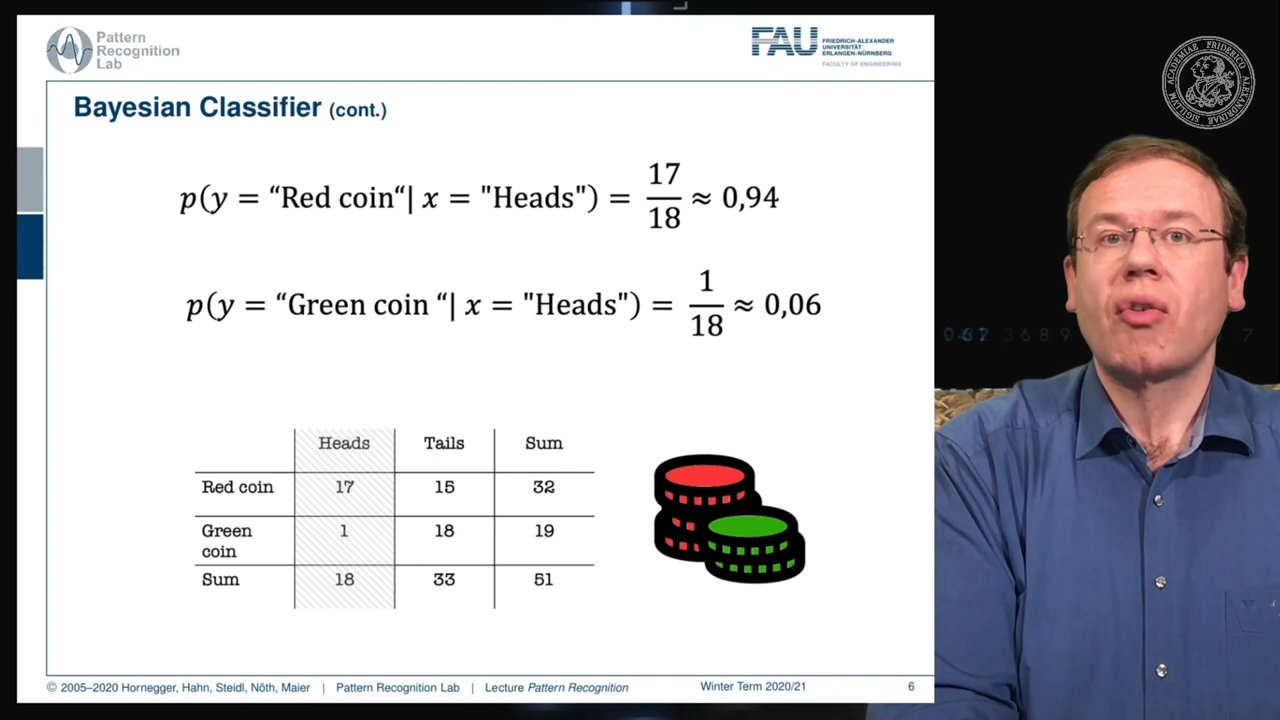 Pattern
Recognition
Lab
FAU
FRIEDRICH-ALEXANDER
UNIVERSITÄT
ERLANGEN-NÜRNBERG
FACULTY OF ENGINEERING
Bayesian Classifier (cont.)
p(y = “Red coin“| x = "Heads") = 17/18 ≈ 0,94
p(y = “Green coin “| x = "Heads") = 1/18 ≈ 0,06
Heads Tails Sum
Red coin 17 15 32
Green coin 1 18 19
Sum 18 33 51
© 2005–2020 Hornegger, Hahn, Steidl, Nöth, Maier | Pattern Recognition Lab | Lecture Pattern Recognition Winter Term 2020/21 6